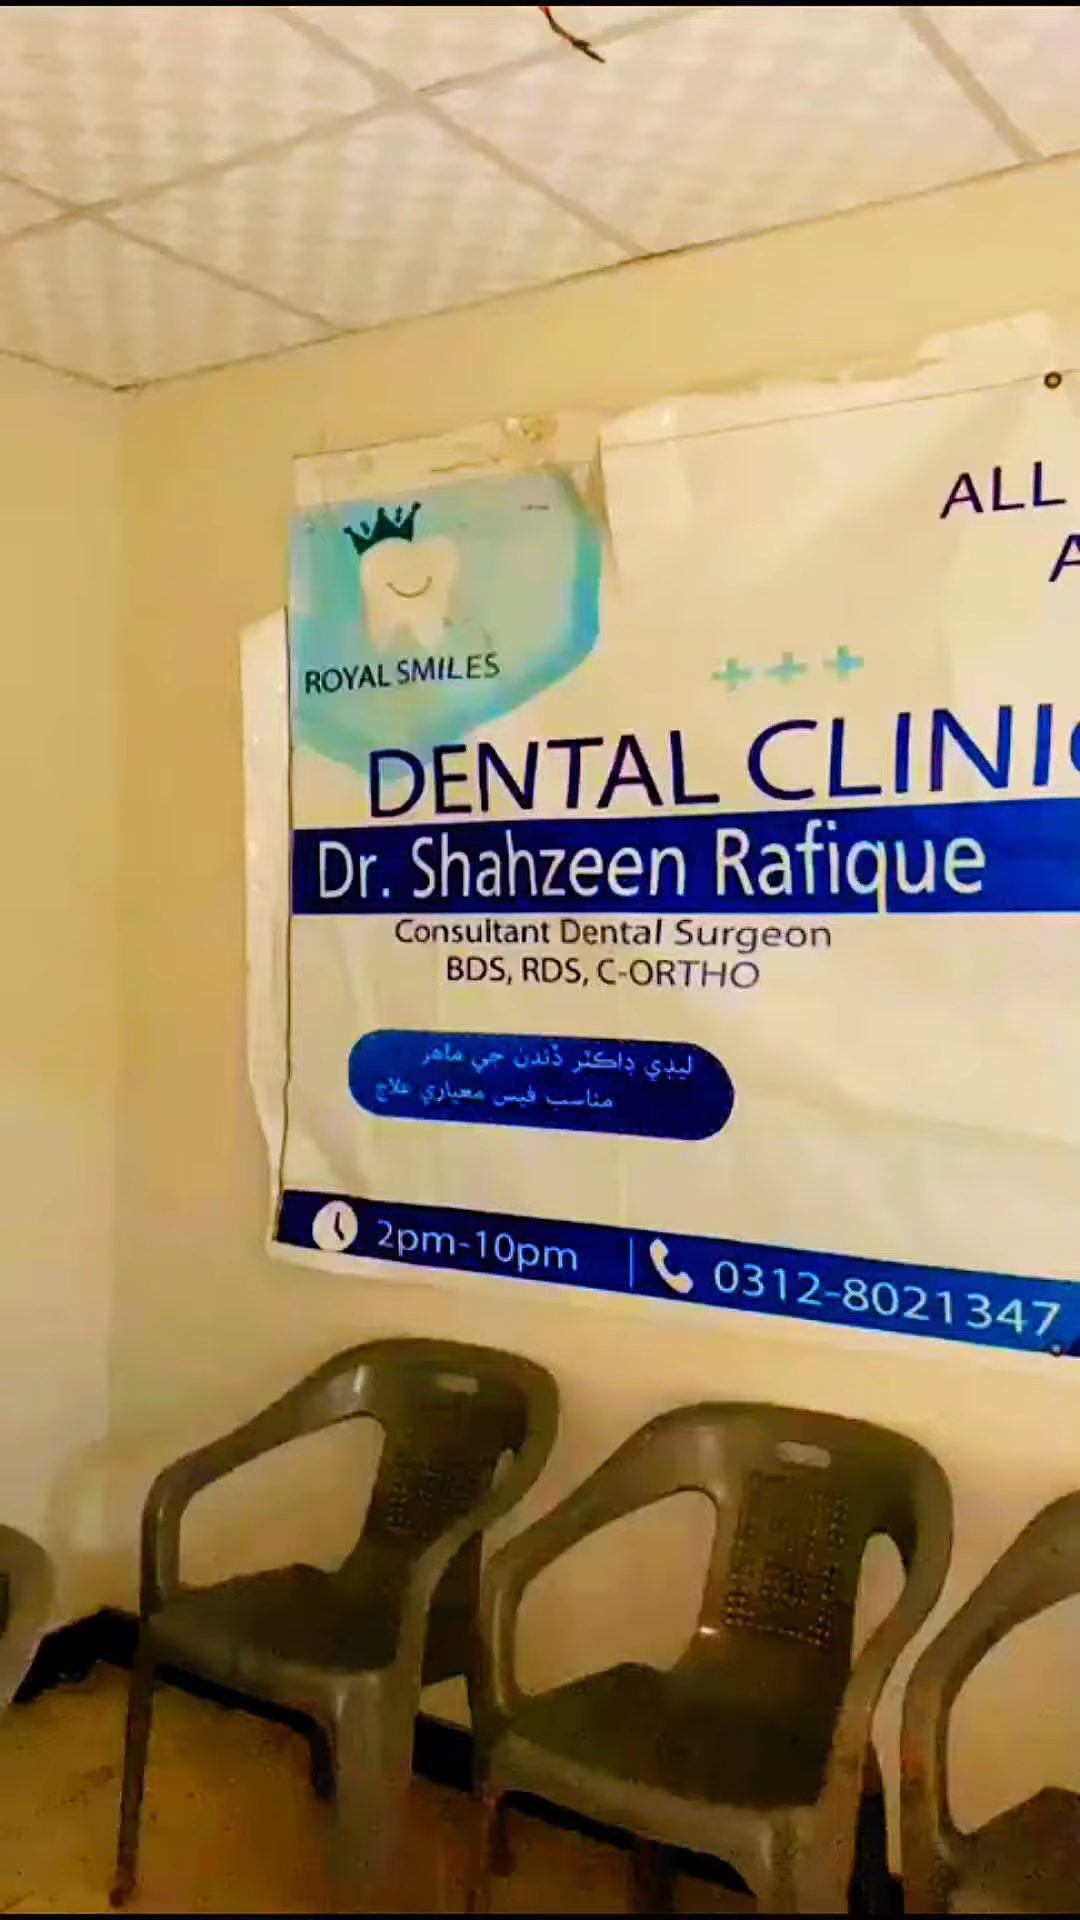 ALL
A
ROYAL SMILES
DENTAL CLINIC
Dr. Shahzeen Rafique
Consultant Dental Surgeon
BDS, RDS, C-ORTHO
ليڊي ڊاڪٽر ڏندن جي ماهر
مناسب فيس معياري علاج
2pm-10pm
0312-8021347